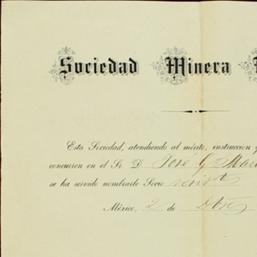 Sociedad Minera
Esta Sociedad, atendiendo al mérito, instruccion y
concurren en el Sr. D. José G.
se ha servido nombrarle Socio
México, 2 de